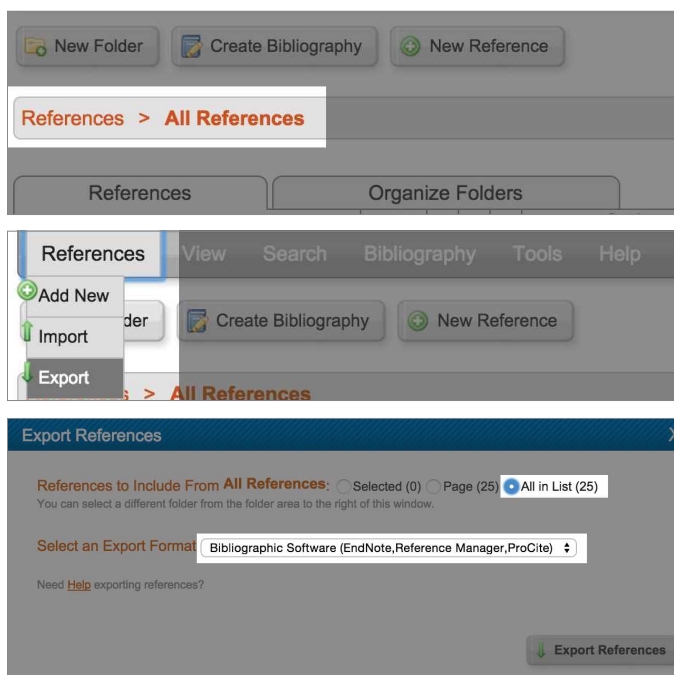 New Folder Create Bibliography New Reference
References > All References
References Organize Folders
References View Search Bibliography Tools Help
Add New
der Create Bibliography New Reference
Import
Export
> All References
Export References X
References to Include From All References: Selected (0) Page (25) All in List (25)
You can select a different folder from the folder area to the right of this window.
Select an Export Format Bibliographic Software (EndNote,Reference Manager,ProCite)
Need Help exporting references?
Export References